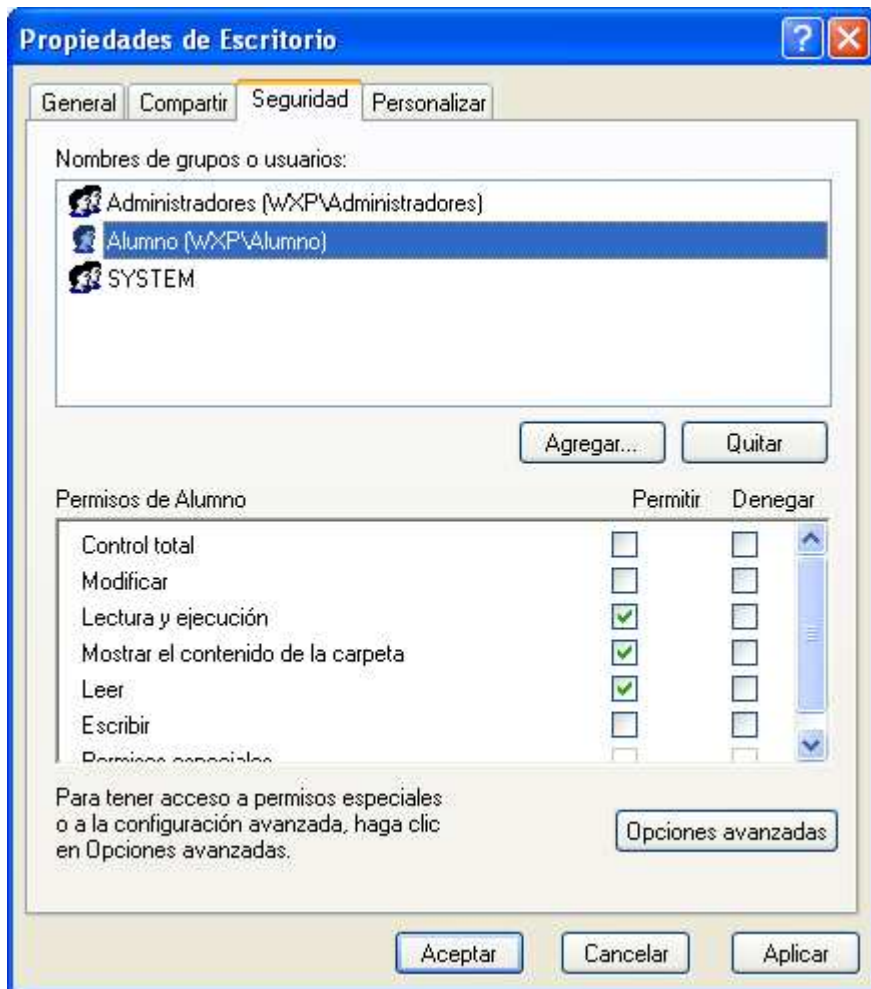 Propiedades de Escritorio
General Compartir Seguridad Personalizar
Nombres de grupos o usuarios:
Administradores (WXP\Administradores)
Alumno (WXP\Alumno)
SYSTEM
Agregar... Quitar
Permisos de Alumno Permitir Denegar
Control total
Modificar
Lectura y ejecución
Mostrar el contenido de la carpeta
Leer
Escribir
Permisos especiales
Para tener acceso a permisos especiales
o a la configuración avanzada, haga clic
en Opciones avanzadas.
Opciones avanzadas
Aceptar Cancelar Aplicar